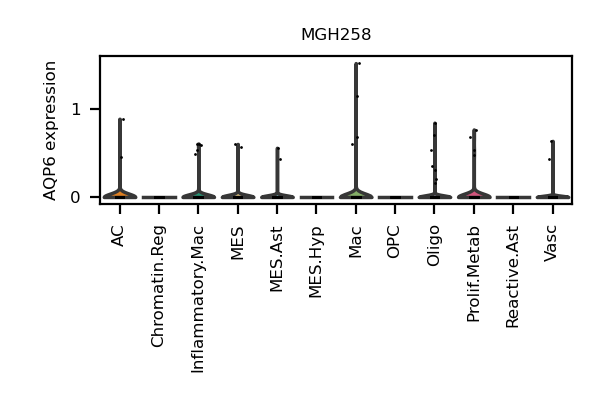 MGH258
AQP6 expression
1
0
AC
Chromatin.Reg
Inflammatory.Mac
MES
MES.Ast
MES.Hyp
Mac
OPC
Oligo
Prolif.Metab
Reactive.Ast
Vasc